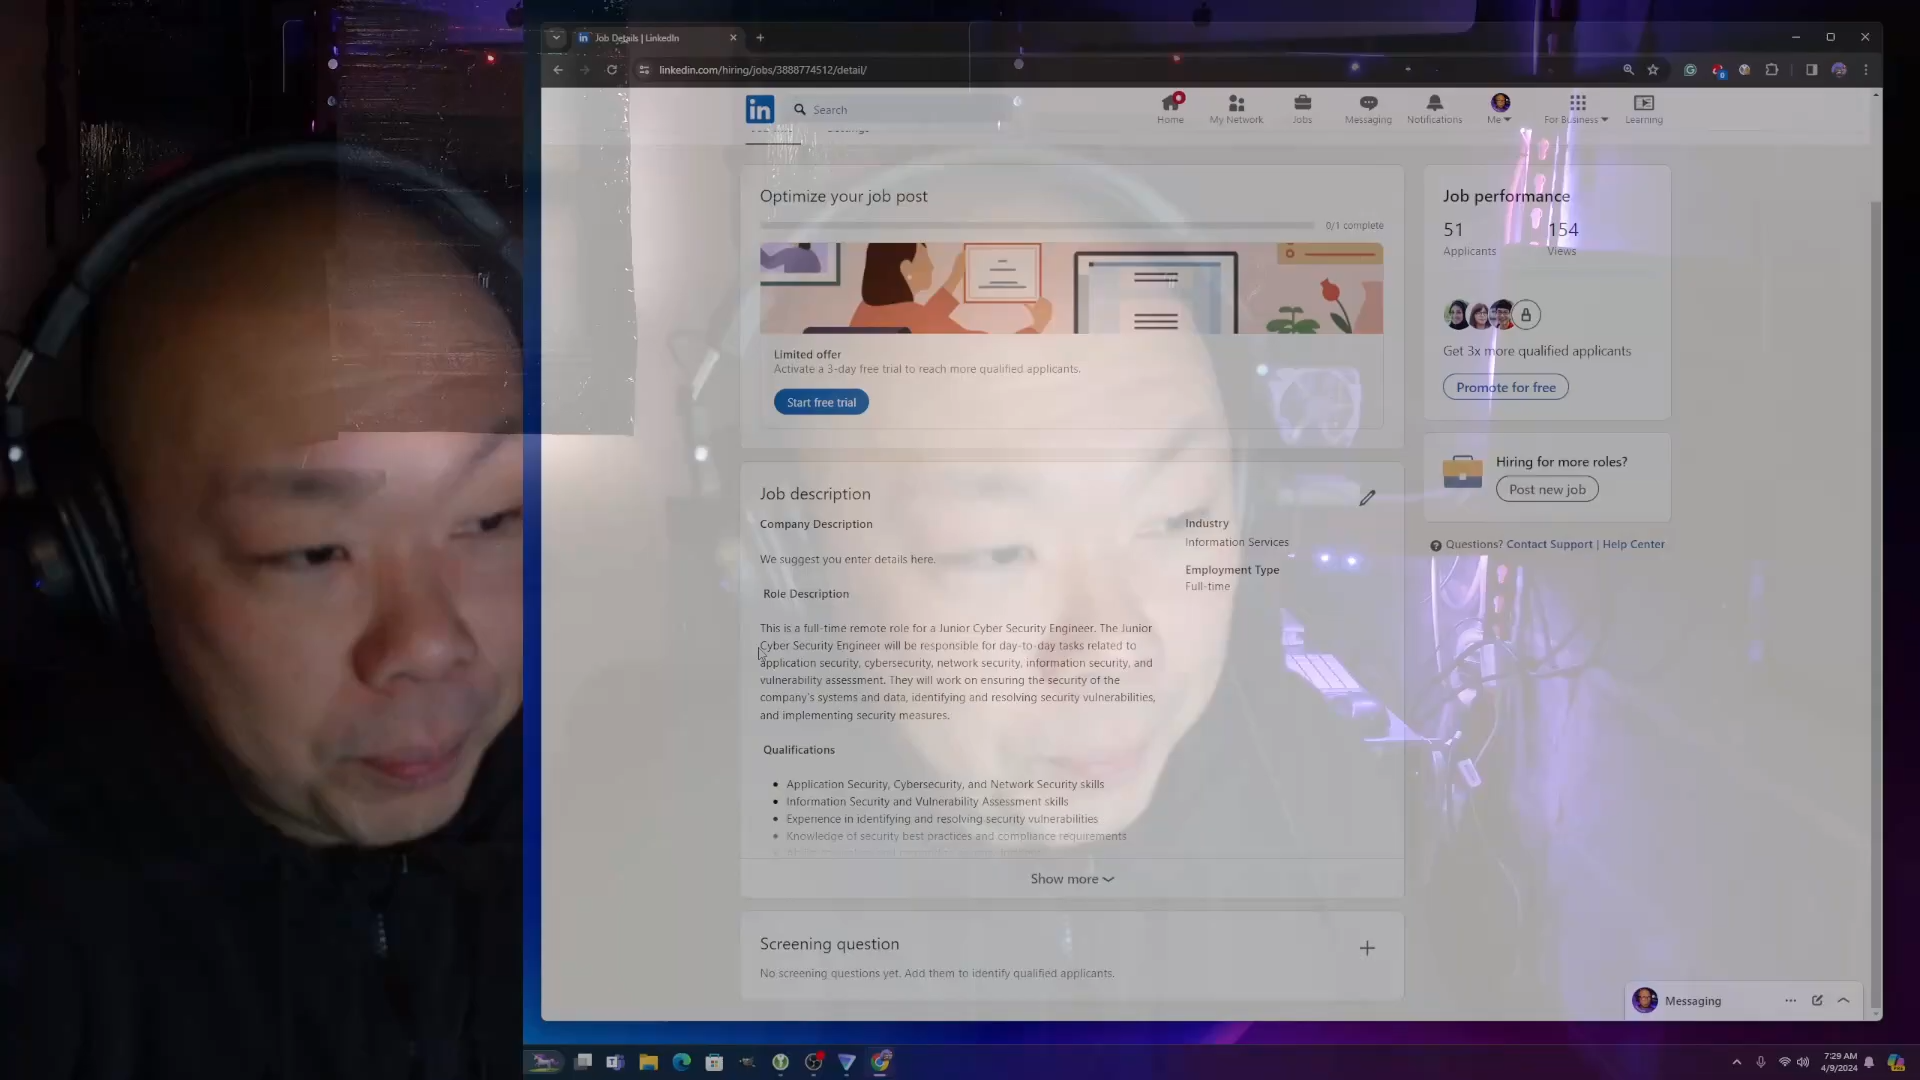 Job Details | LinkedIn
linkedin.com/hiring/jobs/3888774512/detail/
in
Search
Home
My Network
Jobs
Messaging
Notifications
Me
For Business
Learning
Optimize your job post
0/1 complete
Limited offer
Activate a 3-day free trial to reach more qualified applicants.
Start free trial
Job performance
51
154
Applicants
Views
Get 3x more qualified applicants
Promote for free
Hiring for more roles?
Post new job
Questions? Contact Support | Help Center
Job description
Company Description
We suggest you enter details here.
Role Description
This is a full-time remote role for a Junior Cyber Security Engineer. The Junior
Cyber Security Engineer will be responsible for day-to-day tasks related to
application security, cybersecurity, network security, information security, and
vulnerability assessment. They will work on ensuring the security of the
company's systems and data, identifying and resolving security vulnerabilities,
and implementing security measures.
Qualifications
• Application Security, Cybersecurity, and Network Security skills
• Information Security and Vulnerability Assessment skills
• Experience in identifying and resolving security vulnerabilities
• Knowledge of security best practices and compliance requirements
Industry
Information Services
Employment Type
Full-time
Show more
Screening question
No screening questions yet. Add them to identify qualified applicants.
Messaging
7:29 AM
4/9/2024